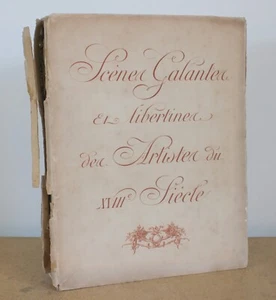 Scènes Galantes
et libertines
des Artistes du
XVIIIe Siècle